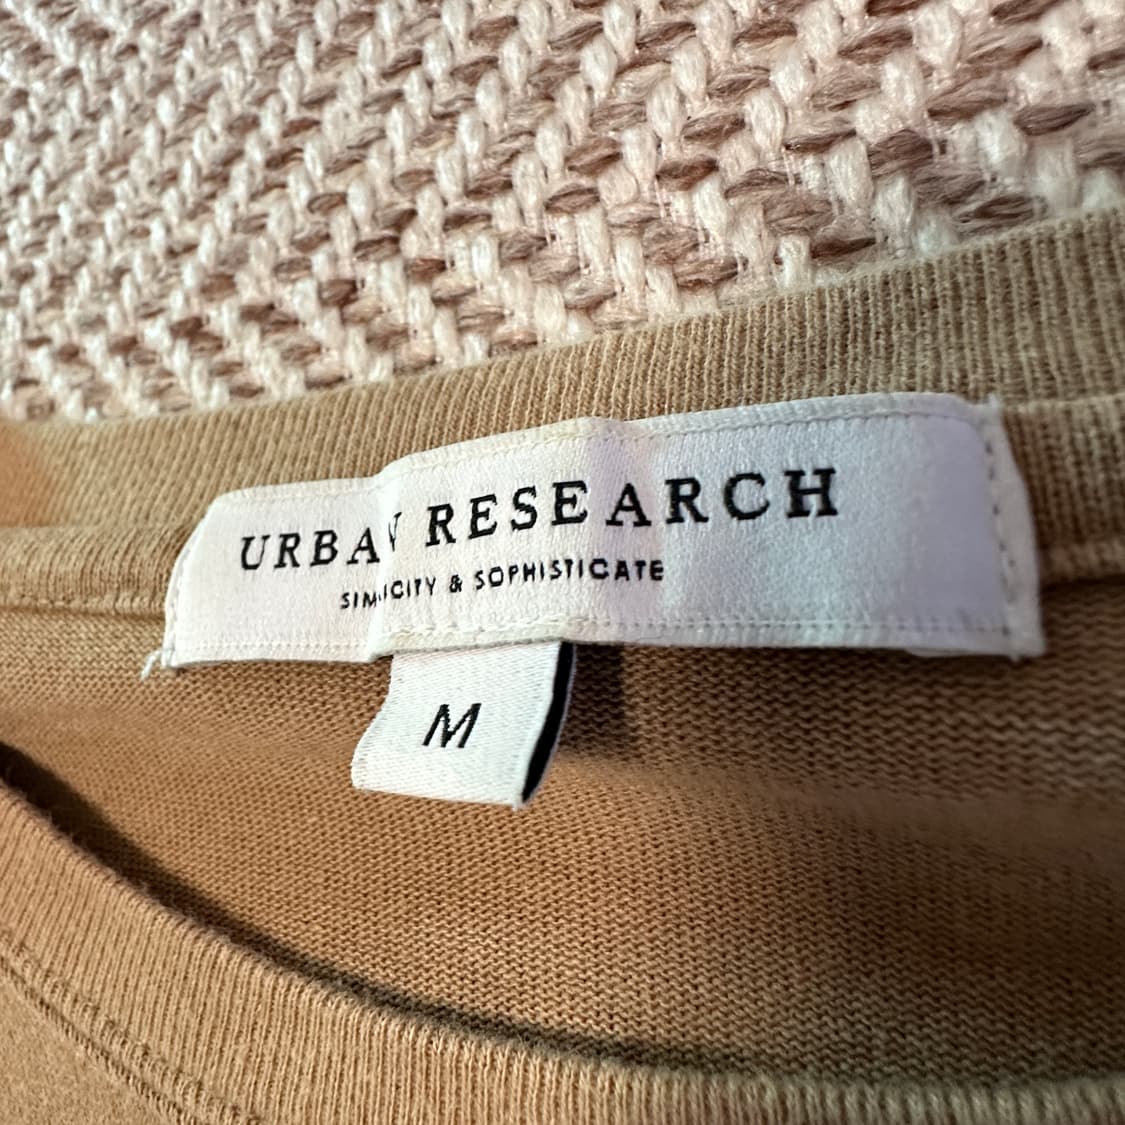 URBAN RESEARCH
& SOPHISTICATE
M